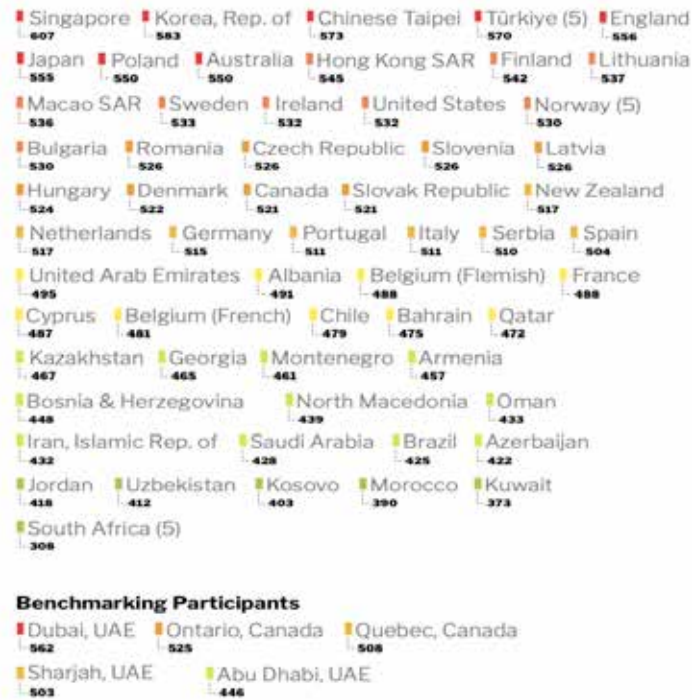 Singapore Korea, Rep. of Chinese Taipei Türkiye (5) England
607 583 573 570 556
Japan Poland Australia Hong Kong SAR Finland Lithuania
555 550 550 545 542 537
Macao SAR Sweden Ireland United States Norway (5)
536 533 532 532 530
Bulgaria Romania Czech Republic Slovenia Latvia
530 526 526 526 526
Hungary Denmark Canada Slovak Republic New Zealand
524 522 521 521 517
Netherlands Germany Portugal Italy Serbia Spain
517 515 511 511 510 504
United Arab Emirates Albania Belgium (Flemish) France
495 491 488 488
Cyprus Belgium (French) Chile Bahrain Qatar
487 481 479 475 472
Kazakhstan Georgia Montenegro Armenia
467 465 461 457
Bosnia & Herzegovina North Macedonia Oman
448 439 433
Iran, Islamic Rep. of Saudi Arabia Brazil Azerbaijan
432 428 425 422
Jordan Uzbekistan Kosovo Morocco Kuwait
418 412 403 390 373
South Africa (5)
308
Benchmarking Participants
Dubai, UAE Ontario, Canada Quebec, Canada
562 525 508
Sharjah, UAE Abu Dhabi, UAE
503 446